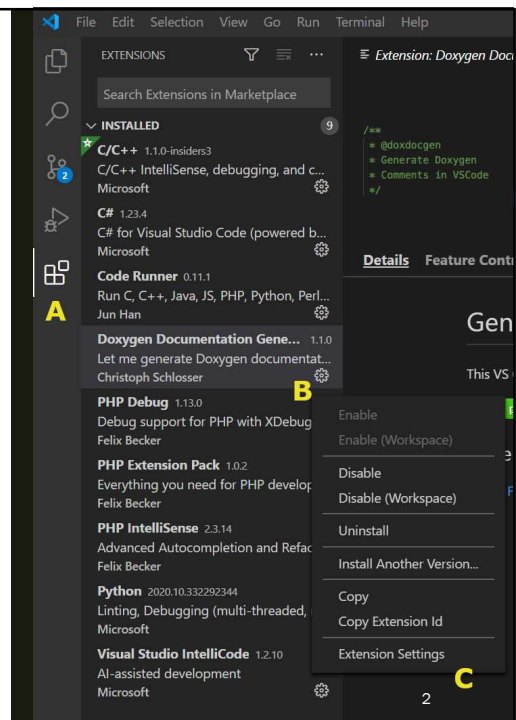 File Edit Selection View Go Run Terminal Help
EXTENSIONS
Extension: Doxygen Doc
Search Extensions in Marketplace
INSTALLED 9
/**
* @doxdocgen
* Generate Doxygen
* Comments in VSCode
*/
C/C++ 1.1.0-insiders3
C/C++ IntelliSense, debugging, and c...
Microsoft
2
C# 1.23.4
C# for Visual Studio Code (powered b...
Microsoft
Details Feature Cont
Code Runner 0.11.1
Run C, C++, Java, JS, PHP, Python, Perl...
Jun Han
A
Gen
Doxygen Documentation Gene... 1.1.0
Let me generate Doxygen documentat...
Christoph Schlosser
B
This VS
PHP Debug 1.13.0
Debug support for PHP with XDebug
Felix Becker
PHP Extension Pack 1.0.2
Everything you need for PHP develop
Felix Becker
PHP IntelliSense 2.3.14
Advanced Autocompletion and Refac
Felix Becker
Python 2020.10.332292344
Linting, Debugging (multi-threaded,
Microsoft
Visual Studio IntelliCode 1.2.10
AI-assisted development
Microsoft
Enable
Enable (Workspace)
Disable
Disable (Workspace)
Uninstall
Install Another Version...
Copy
Copy Extension Id
Extension Settings
C
2